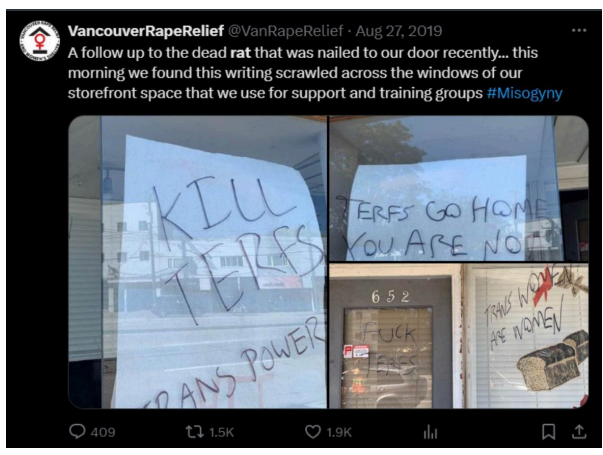 VancouverRapeRelief @VanRapeRelief · Aug 27, 2019
A follow up to the dead rat that was nailed to our door recently... this
morning we found this writing scrawled across the windows of our
storefront space that we use for support and training groups #Misogyny
KILL
TERFS
TRANS POWER
TERFS GO HOME
YOU ARE NOT
652
FUCK
TERFS
TRANS WOMEN
ARE WOMEN
409
1.5K
1.9K